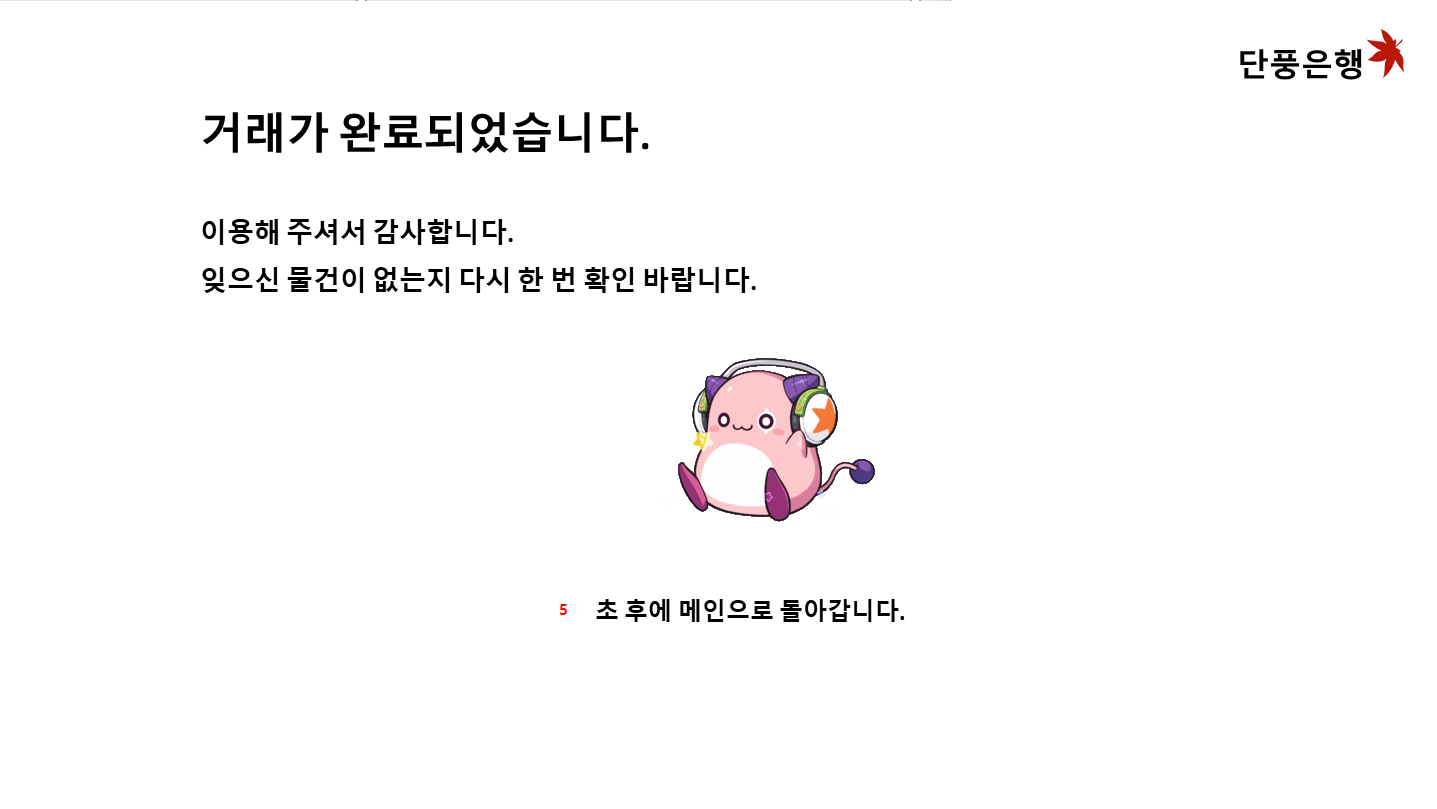 단풍은행
거래가 완료되었습니다.
이용해 주셔서 감사합니다.
잊으신 물건이 없는지 다시 한 번 확인 바랍니다.
5 초 후에 메인으로 돌아갑니다.